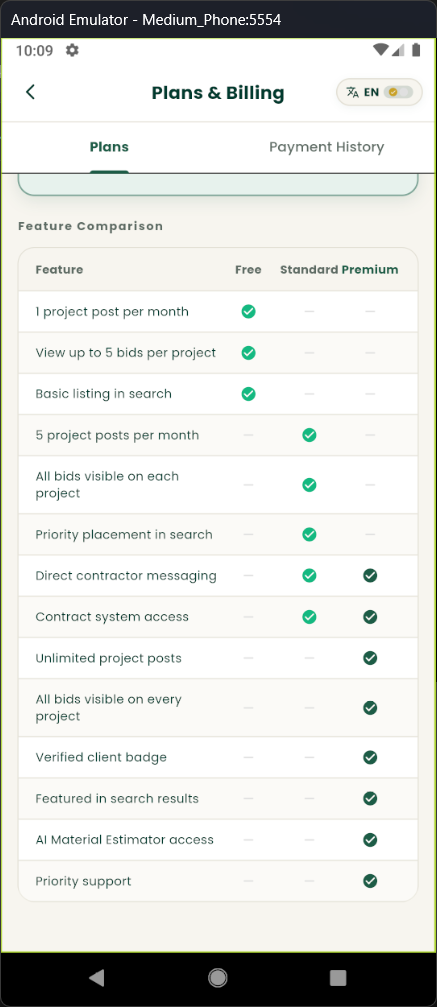 Android Emulator - Medium_Phone:5554
10:09
Plans & Billing
EN
Plans Payment History
Feature Comparison
Feature Free Standard Premium
1 project post per month — —
View up to 5 bids per project — —
Basic listing in search — —
5 project posts per month — —
All bids visible on each
project — —
Priority placement in search — —
Direct contractor messaging —
Contract system access —
Unlimited project posts — —
All bids visible on every
project — —
Verified client badge — —
Featured in search results — —
AI Material Estimator access — —
Priority support — —